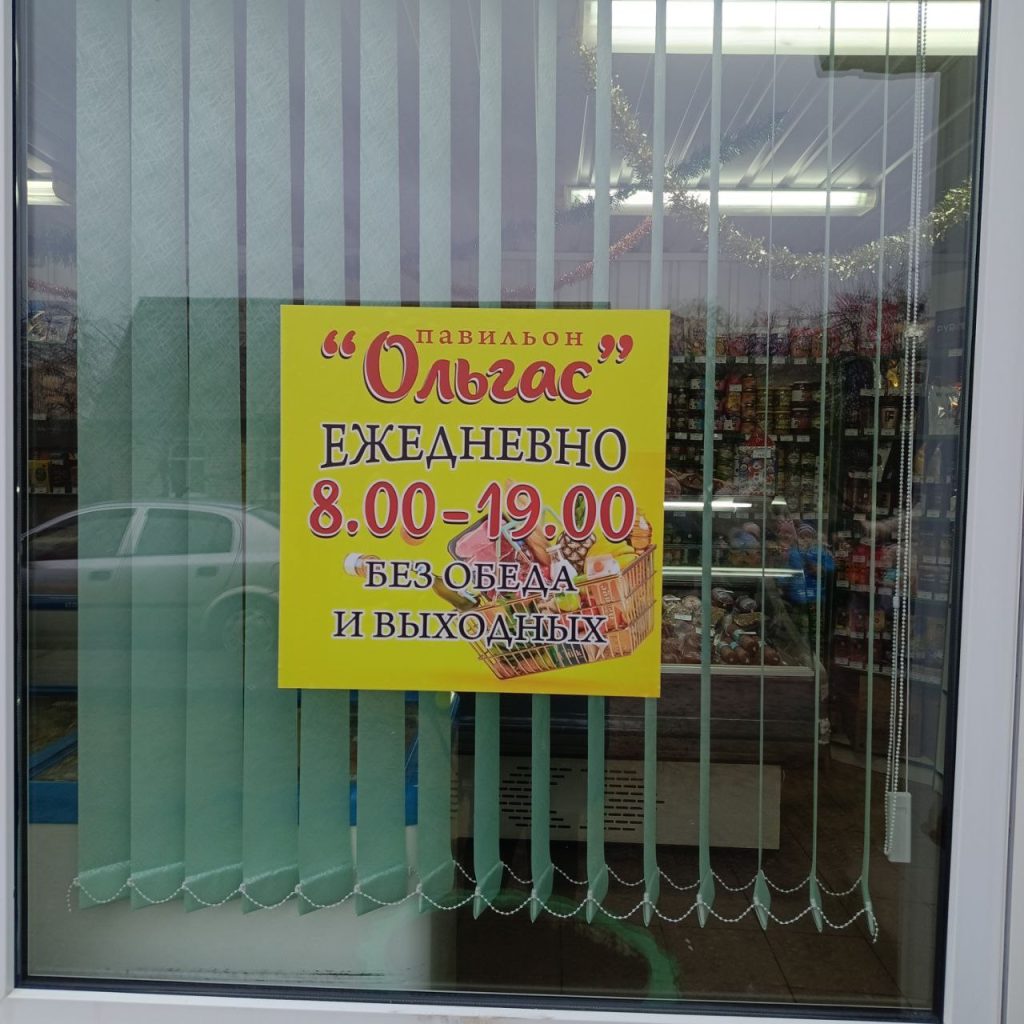 павильон
“Ольгас”
ЕЖЕДНЕВНО
8.00-19.00
БЕЗ ОБЕДА
И ВЫХОДНЫХ